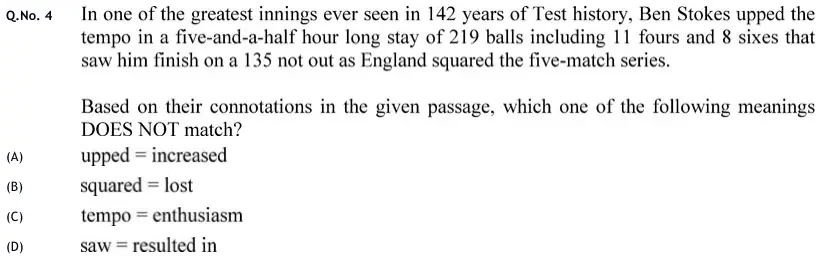 Q.No. 4 In one of the greatest innings ever seen in 142 years of Test history, Ben Stokes upped the
tempo in a five-and-a-half hour long stay of 219 balls including 11 fours and 8 sixes that
saw him finish on a 135 not out as England squared the five-match series.
Based on their connotations in the given passage, which one of the following meanings
DOES NOT match?
(A) upped = increased
(B) squared = lost
(C) tempo = enthusiasm
(D) saw = resulted in